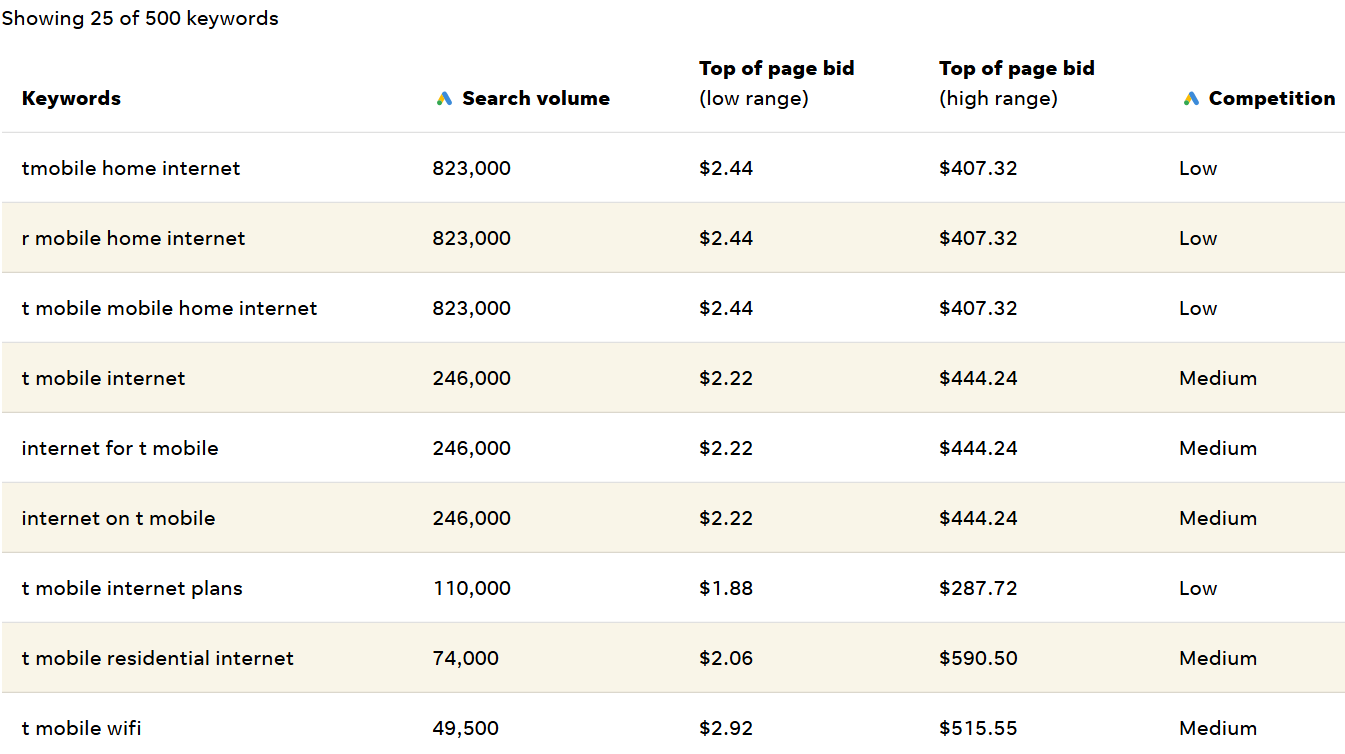 Showing 25 of 500 keywords
Top of page bid Top of page bid
Keywords Search volume (low range) (high range) Competition
tmobile home internet 823,000 $2.44 $407.32 Low
r mobile home internet 823,000 $2.44 $407.32 Low
t mobile mobile home internet 823,000 $2.44 $407.32 Low
t mobile internet 246,000 $2.22 $444.24 Medium
internet for t mobile 246,000 $2.22 $444.24 Medium
internet on t mobile 246,000 $2.22 $444.24 Medium
t mobile internet plans 110,000 $1.88 $287.72 Low
t mobile residential internet 74,000 $2.06 $590.50 Medium
t mobile wifi 49,500 $2.92 $515.55 Medium